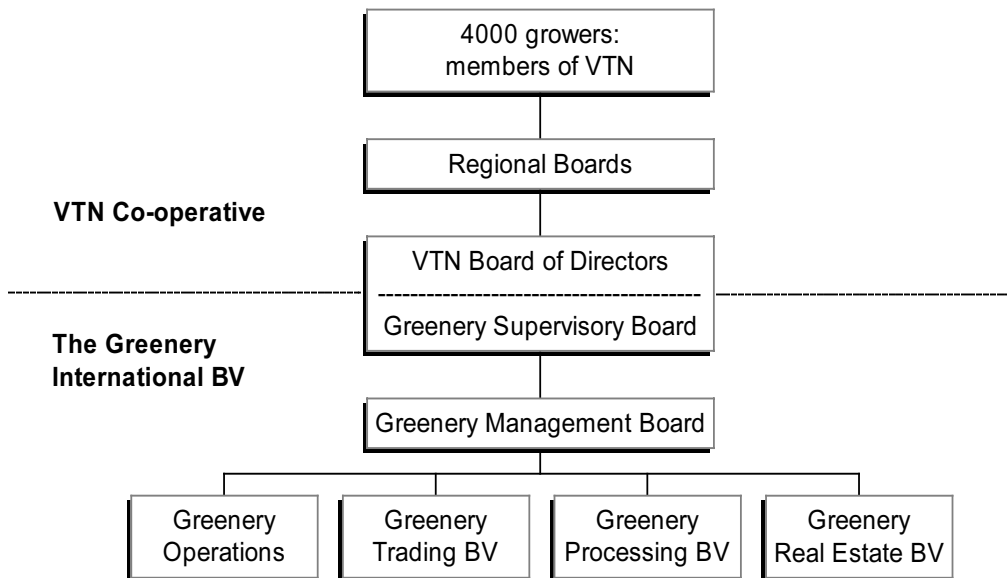 4000 growers:
members of VTN
Regional Boards
VTN Co-operative
VTN Board of Directors
Greenery Supervisory Board
The Greenery
International BV
Greenery Management Board
Greenery
Operations
Greenery
Trading BV
Greenery
Processing BV
Greenery
Real Estate BV